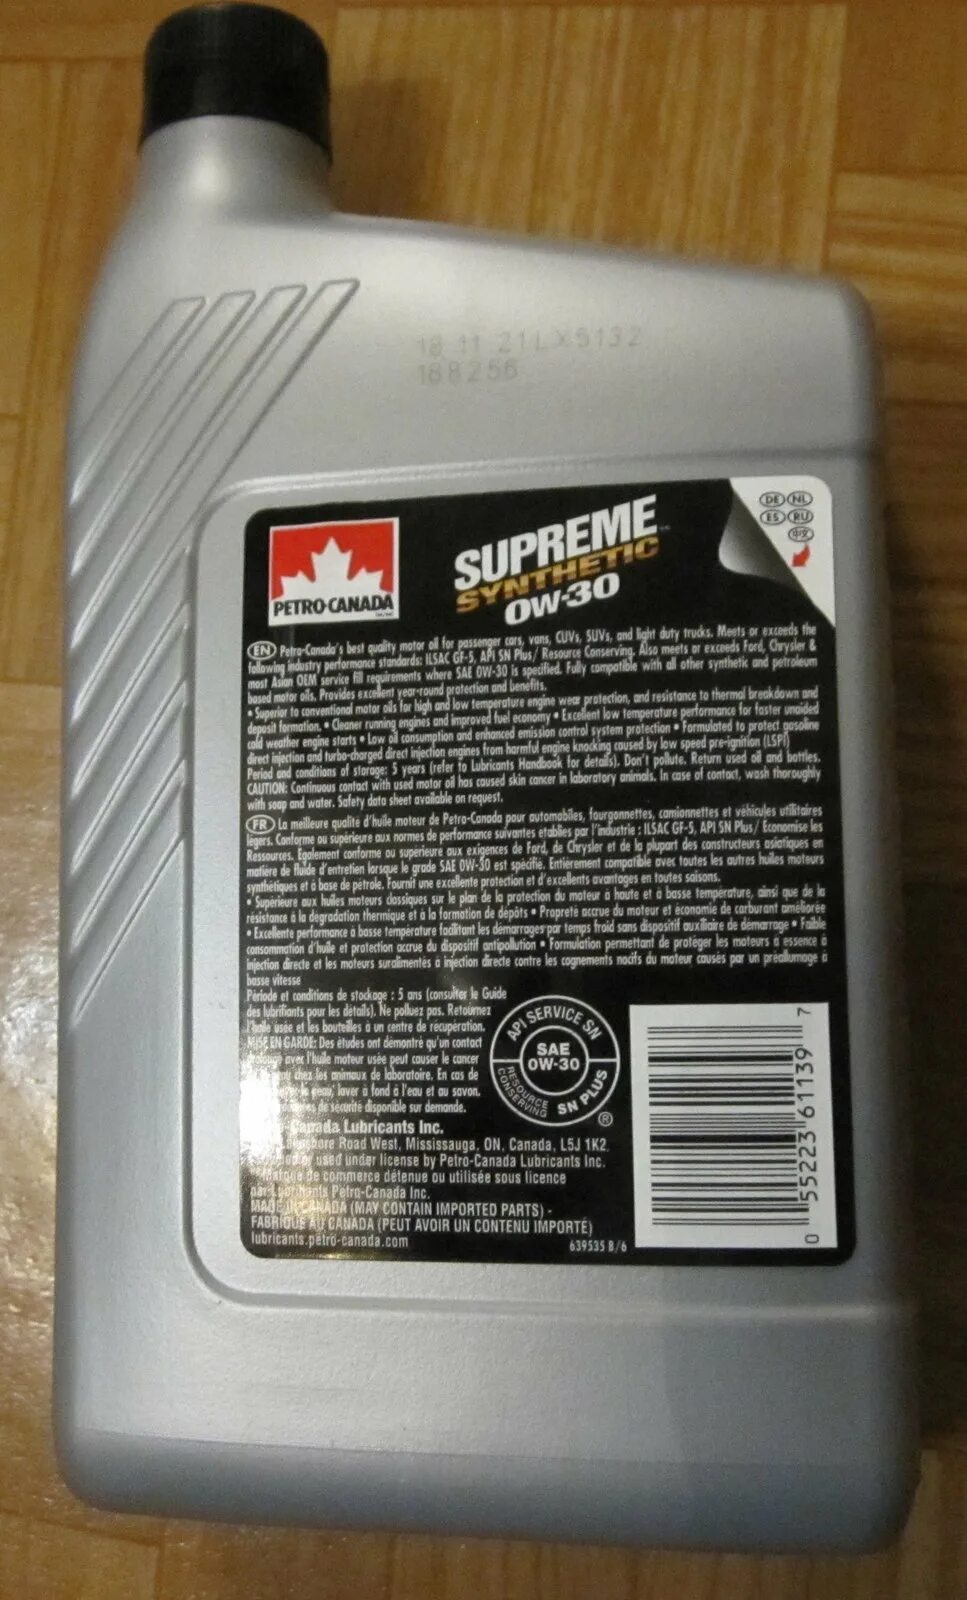 18 11 21LX5132
188256
DE NL
ES RU
中文
PETRO-CANADA
SUPREME
SYNTHETIC
0W-30
EN Petro-Canada's best quality motor oil for passenger cars, vans, CUVs, SUVs, and light duty trucks. Meets or exceeds the
following industry performance standards: ILSAC GF-5, API SN Plus/ Resource Conserving. Also meets or exceeds Ford, Chrysler &
most Asian OEM service fill requirements where SAE 0W-30 is specified. Fully compatible with all other synthetic and petroleum
based motor oils. Provides excellent year-round protection and benefits.
• Superior to conventional motor oils for high and low temperature engine wear protection, and resistance to thermal breakdown and
deposit formation. • Cleaner running engines and improved fuel economy • Excellent low temperature performance for faster unaided
cold weather engine starts • Low oil consumption and enhanced emission control system protection • Formulated to protect gasoline
direct injection and turbo-charged direct injection engines from harmful engine knocking caused by low speed pre-ignition (LSPI)
Period and conditions of storage: 5 years (refer to Lubricants Handbook for details). Don't pollute. Return used oil and bottles.
CAUTION: Continuous contact with used motor oil has caused skin cancer in laboratory animals. In case of contact, wash thoroughly
with soap and water. Safety data sheet available on request.
FR La meilleure qualité d'huile moteur de Petro-Canada pour automobiles, fourgonnettes, camionnettes et véhicules utilitaires
légers. Conforme ou supérieure aux normes de performance suivantes établies par l'industrie : ILSAC GF-5, API SN Plus/ Économise les
Ressources. Également conforme ou supérieure aux exigences de Ford, de Chrysler et de la plupart des constructeurs asiatiques en
matière de fluide d'entretien lorsque le grade SAE 0W-30 est spécifié. Entièrement compatible avec toutes les autres huiles moteurs
synthétiques et à base de pétrole. Fournit une excellente protection et d'excellents avantages en toutes saisons.
• Supérieure aux huiles moteurs classiques sur le plan de la protection du moteur à haute et à basse température, ainsi que de la
résistance à la dégradation thermique et à la formation de dépôts • Propreté accrue du moteur et économie de carburant améliorée
• Excellente performance à basse température facilitant les démarrages par temps froid sans dispositif auxiliaire de démarrage • Faible
consommation d'huile et protection accrue du dispositif antipollution • Formulation permettant de protéger les moteurs à essence à
injection directe et les moteurs suralimentés à injection directe contre les cognements nocifs du moteur causés par un préallumage à
basse vitesse
Période et conditions de stockage : 5 ans (consulter le Guide
des lubrifiants pour les détails). Ne polluez pas. Retournez
l'huile usée et les bouteilles à un centre de récupération.
MISE EN GARDE: Des études ont démontré qu'un contact
avec l'huile moteur usée peut causer le cancer
chez les animaux de laboratoire. En cas de
laver à fond à l'eau et au savon.
de sécurité disponible sur demande.
API SERVICE SN
SAE
0W-30
RESOURCE
CONSERVING
SN PLUS
®
-Canada Lubricants Inc.
Road West, Mississauga, ON, Canada, L5J 1K2.
used under license by Petro-Canada Lubricants Inc.
de commerce détenue ou utilisée sous licence
par Lubrifiants Petro-Canada Inc.
MADE IN CANADA (MAY CONTAIN IMPORTED PARTS) -
FABRIQUÉ AU CANADA (PEUT AVOIR UN CONTENU IMPORTÉ)
lubricants.petro-canada.com
639535 B/6
0 55223 61139 7